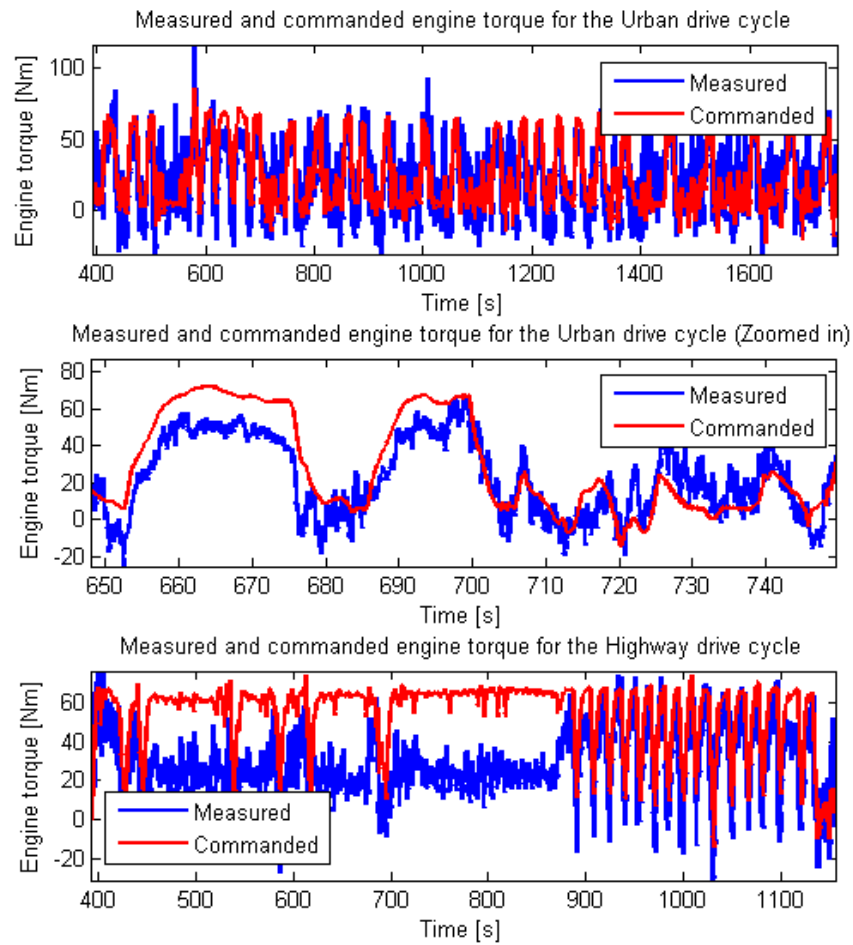 Measured and commanded engine torque for the Urban drive cycle
Engine torque [Nm]
100
50
0
Measured
Commanded
400 600 800 1000 1200 1400 1600
Time [s]
Measured and commanded engine torque for the Urban drive cycle (Zoomed in)
Engine torque [Nm]
80
60
40
20
0
-20
Measured
Commanded
650 660 670 680 690 700 710 720 730 740
Time [s]
Measured and commanded engine torque for the Highway drive cycle
Engine torque [Nm]
60
40
20
0
-20
Measured
Commanded
400 500 600 700 800 900 1000 1100
Time [s]